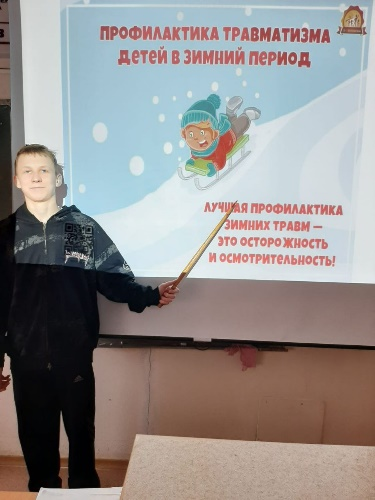 ПРОФИЛАКТИКА ТРАВМАТИЗМА
ДЕТЕЙ В ЗИМНИЙ ПЕРИОД
ЛУЧШАЯ ПРОФИЛАКТИКА
ЗИМНИХ ТРАВМ –
ЭТО ОСТОРОЖНОСТЬ
И ОСМОТРИТЕЛЬНОСТЬ!